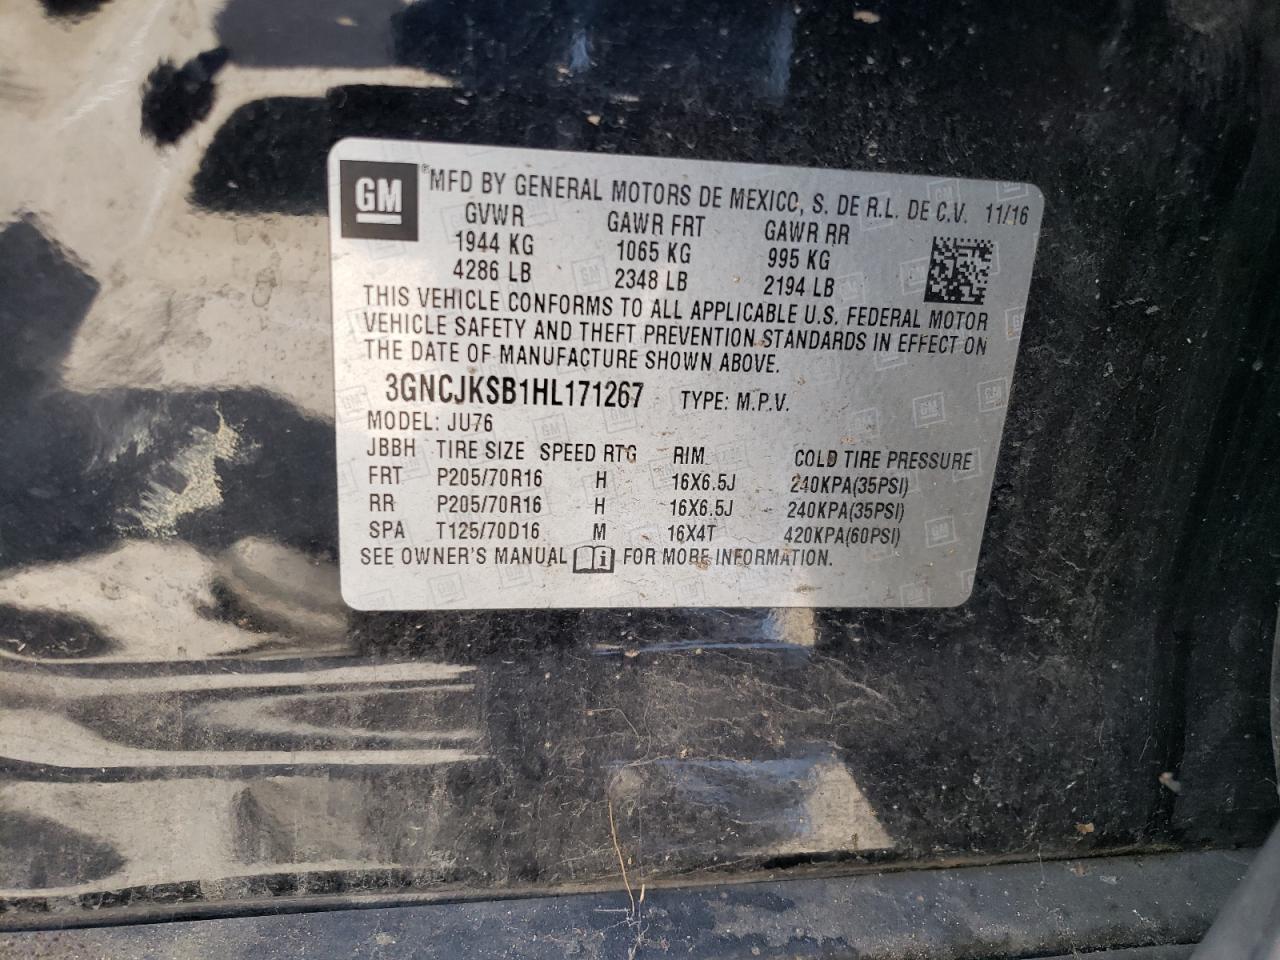 GM ® MFD BY GENERAL MOTORS DE MEXICO, S. DE R.L. DE C.V. 11/16
GVWR GAWR FRT GAWR RR
1944 KG 1065 KG 995 KG
4286 LB 2348 LB 2194 LB
THIS VEHICLE CONFORMS TO ALL APPLICABLE U.S. FEDERAL MOTOR
VEHICLE SAFETY AND THEFT PREVENTION STANDARDS IN EFFECT ON
THE DATE OF MANUFACTURE SHOWN ABOVE.
3GNCJKSB1HL171267 TYPE: M.P.V.
MODEL: JU76
JBBH TIRE SIZE SPEED RTG RIM COLD TIRE PRESSURE
FRT P205/70R16 H 16X6.5J 240KPA(35PSI)
RR P205/70R16 H 16X6.5J 240KPA(35PSI)
SPA T125/70D16 M 16X4T 420KPA(60PSI)
SEE OWNER'S MANUAL i FOR MORE INFORMATION.